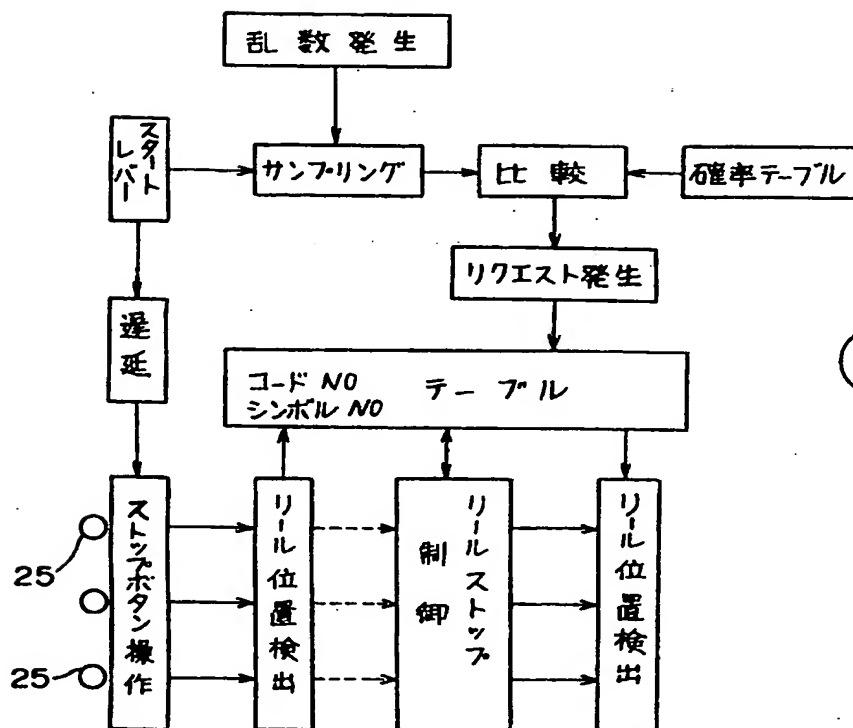 乱数発生
スタート
レバー
サンプリング
比較
確率テーブル
リクエスト発生
遅延
コード NO
シンボル NO
テーブル
25
25
ストップボタン操作
リール位置検出
リールストップ
制御
リール位置検出